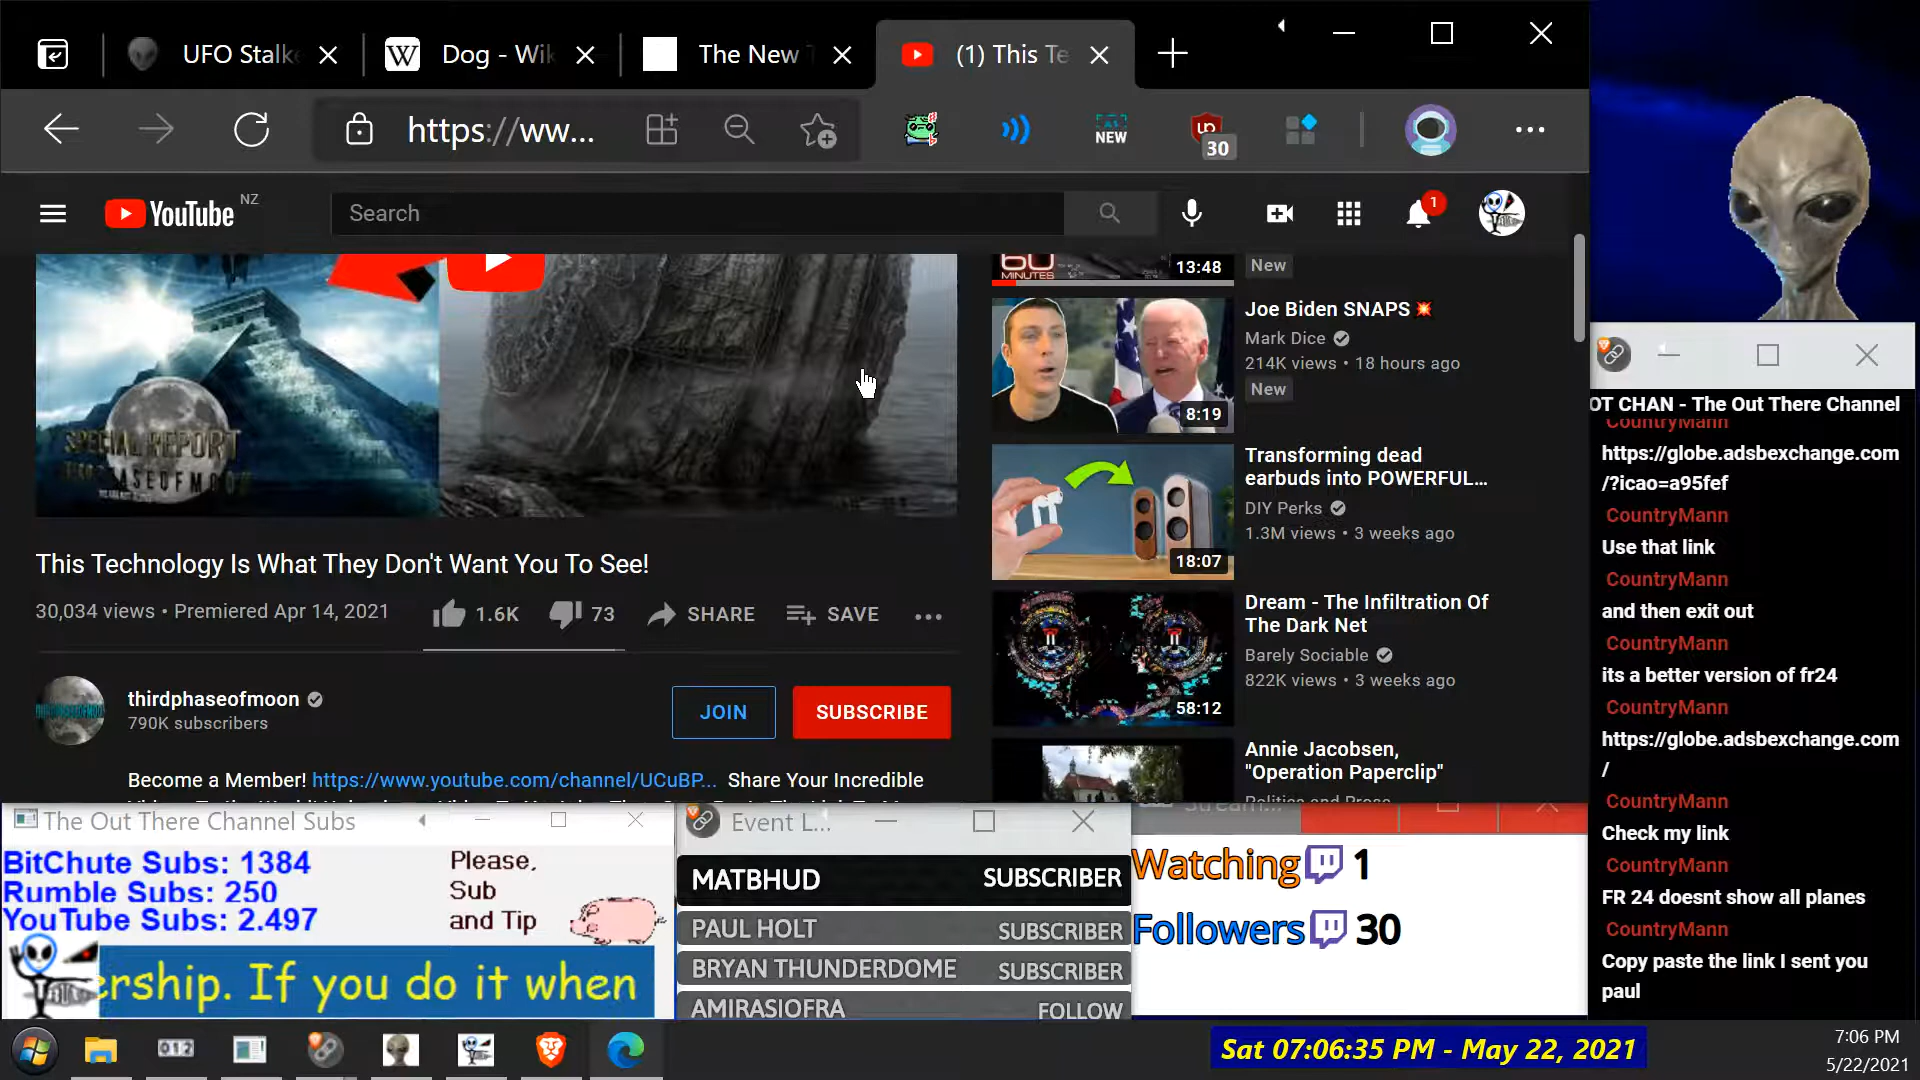 UFO Stalke
Dog - Wik
The New T
(1) This Te
https://ww...
NEW
30
YouTube NZ
Search
1
SPECIAL REPORT
60
MINUTES
13:48
New
Joe Biden SNAPS
Mark Dice
214K views • 18 hours ago
New
8:19
Transforming dead
earbuds into POWERFUL...
DIY Perks
1.3M views • 3 weeks ago
18:07
Dream - The Infiltration Of
The Dark Net
Barely Sociable
822K views • 3 weeks ago
58:12
Annie Jacobsen,
"Operation Paperclip"
Politics and Prose
This Technology Is What They Don't Want You To See!
30,034 views • Premiered Apr 14, 2021
1.6K
73
SHARE
SAVE
thirdphaseofmoon
790K subscribers
JOIN
SUBSCRIBE
Become a Member! https://www.youtube.com/channel/UCuBP... Share Your Incredible
OT CHAN - The Out There Channel
CountryMann
https://globe.adsbexchange.com
/?icao=a95fef
CountryMann
Use that link
CountryMann
and then exit out
CountryMann
its a better version of fr24
CountryMann
https://globe.adsbexchange.com
/
CountryMann
Check my link
CountryMann
FR 24 doesnt show all planes
CountryMann
Copy paste the link I sent you
paul
The Out There Channel Subs
BitChute Subs: 1384
Rumble Subs: 250
YouTube Subs: 2.497
Please,
Sub
and Tip
ership. If you do it when
Event L...
MATBHUD SUBSCRIBER
PAUL HOLT SUBSCRIBER
BRYAN THUNDERDOME SUBSCRIBER
AMIRASIOFRA FOLLOW
Watching 1
Followers 30
012
Sat 07:06:35 PM - May 22, 2021
7:06 PM
5/22/2021